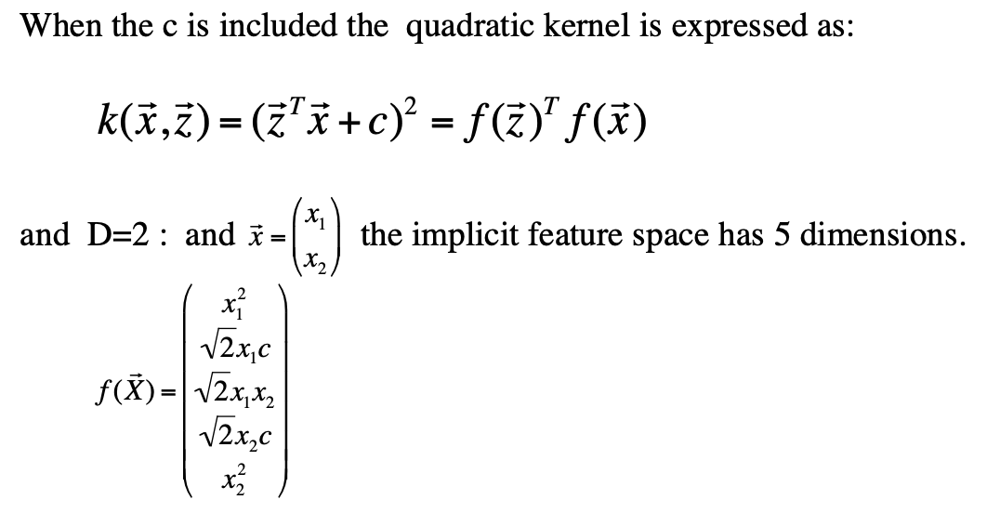 When the c is included the quadratic kernel is expressed as:
$k(\vec{x},\vec{z}) = (\vec{z}^T\vec{x} + c)^2 = f(\vec{z})^T f(\vec{x})$
and D=2 : and $\vec{x} = \begin{pmatrix} x_1 \\ x_2 \end{pmatrix}$ the implicit feature space has 5 dimensions.
$f(\vec{X}) = \begin{pmatrix} x_1^2 \\ \sqrt{2}x_1c \\ \sqrt{2}x_1x_2 \\ \sqrt{2}x_2c \\ x_2^2 \end{pmatrix}$